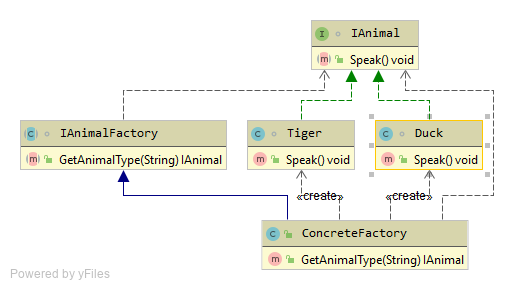 I IAnimal
m Speak() void
C IAnimalFactory
m GetAnimalType(String) IAnimal
C Tiger
m Speak() void
C Duck
m Speak() void
«create»
«create»
C ConcreteFactory
m GetAnimalType(String) IAnimal
Powered by yFiles